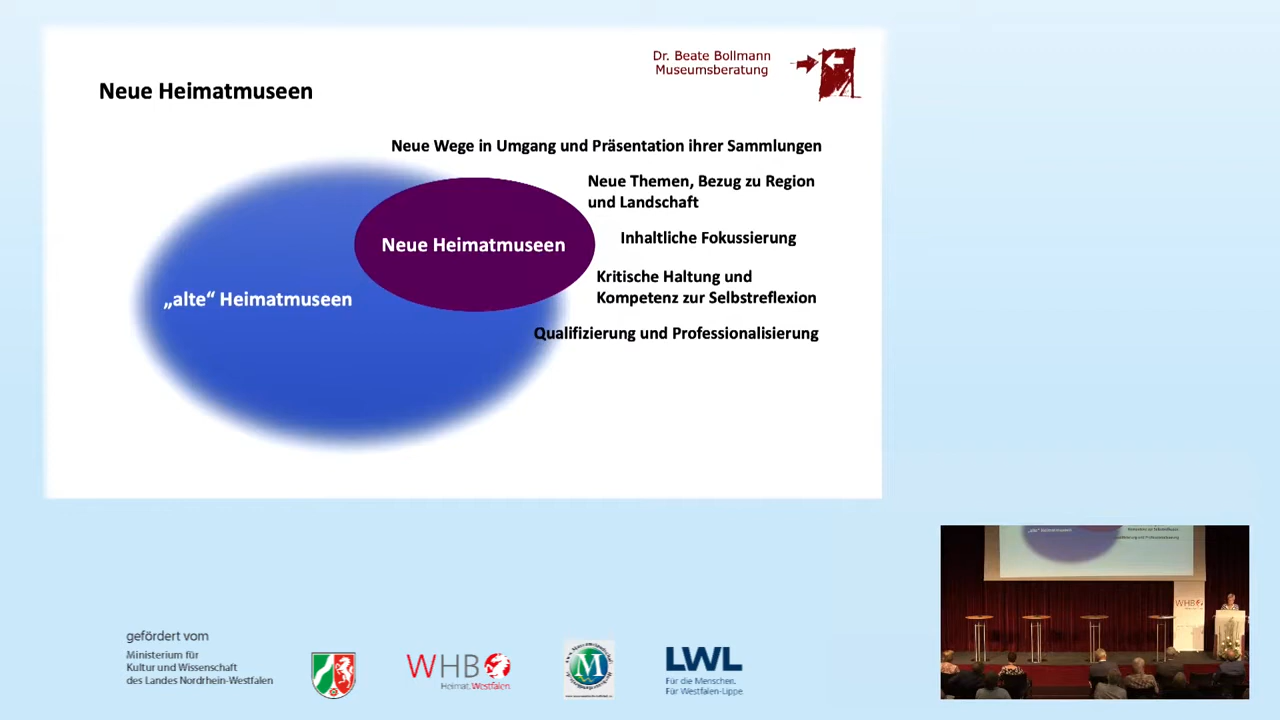 Dr. Beate Bollmann
Museumsberatung
Neue Heimatmuseen
Neue Wege in Umgang und Präsentation ihrer Sammlungen
Neue Themen, Bezug zu Region
und Landschaft
Neue Heimatmuseen
Inhaltliche Fokussierung
Kritische Haltung und
Kompetenz zur Selbstreflexion
„alte“ Heimatmuseen
Qualifizierung und Professionalisierung
gefördert vom
Ministerium für
Kultur und Wissenschaft
des Landes Nordrhein-Westfalen
WHB
Heimat.Westfalen.
M
LWL
Für die Menschen.
Für Westfalen-Lippe.
WHB